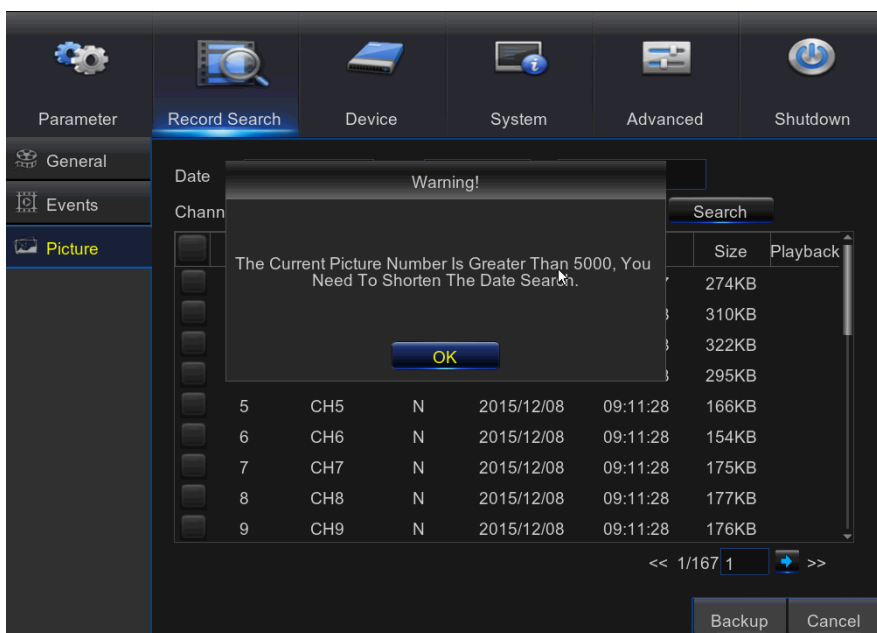 Parameter
Record Search
Device
System
Advanced
Shutdown
General
Events
Picture
Date
Search
Size
Playback
Warning!
The Current Picture Number Is Greater Than 5000, You
Need To Shorten The Date Search.
OK
274KB
310KB
322KB
295KB
5 CH5 N 2015/12/08 09:11:28 166KB
6 CH6 N 2015/12/08 09:11:28 154KB
7 CH7 N 2015/12/08 09:11:28 175KB
8 CH8 N 2015/12/08 09:11:28 177KB
9 CH9 N 2015/12/08 09:11:28 176KB
<< 1/167 1 >>
Backup
Cancel